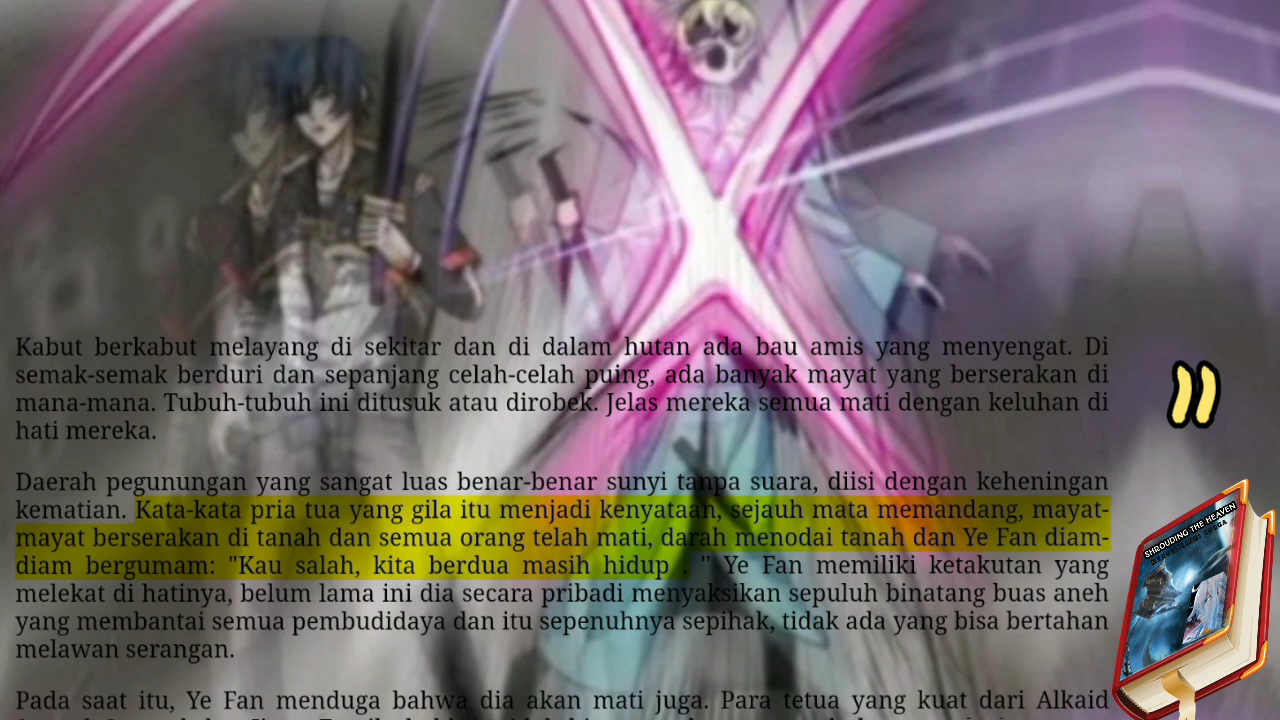 Kabut berkabut melayang di sekitar dan di dalam hutan ada bau amis yang menyengat. Di
semak-semak berduri dan sepanjang celah-celah puing, ada banyak mayat yang berserakan di
mana-mana. Tubuh-tubuh ini ditusuk atau dirobek. Jelas mereka semua mati dengan keluhan di
hati mereka.
Daerah pegunungan yang sangat luas benar-benar sunyi tanpa suara, diisi dengan keheningan
kematian. Kata-kata pria tua yang gila itu menjadi kenyataan, sejauh mata memandang, mayat-
mayat berserakan di tanah dan semua orang telah mati, darah menodai tanah dan Ye Fan diam-
diam bergumam: "Kau salah, kita berdua masih hidup . " Ye Fan memiliki ketakutan yang
melekat di hatinya, belum lama ini dia secara pribadi menyaksikan sepuluh binatang buas aneh
yang membantai semua pembudidaya dan itu sepenuhnya sepihak, tidak ada yang bisa bertahan
melawan serangan.
Pada saat itu, Ye Fan menduga bahwa dia akan mati juga. Para tetua yang kuat dari Alkaid
SHROUDING THE HEAVEN